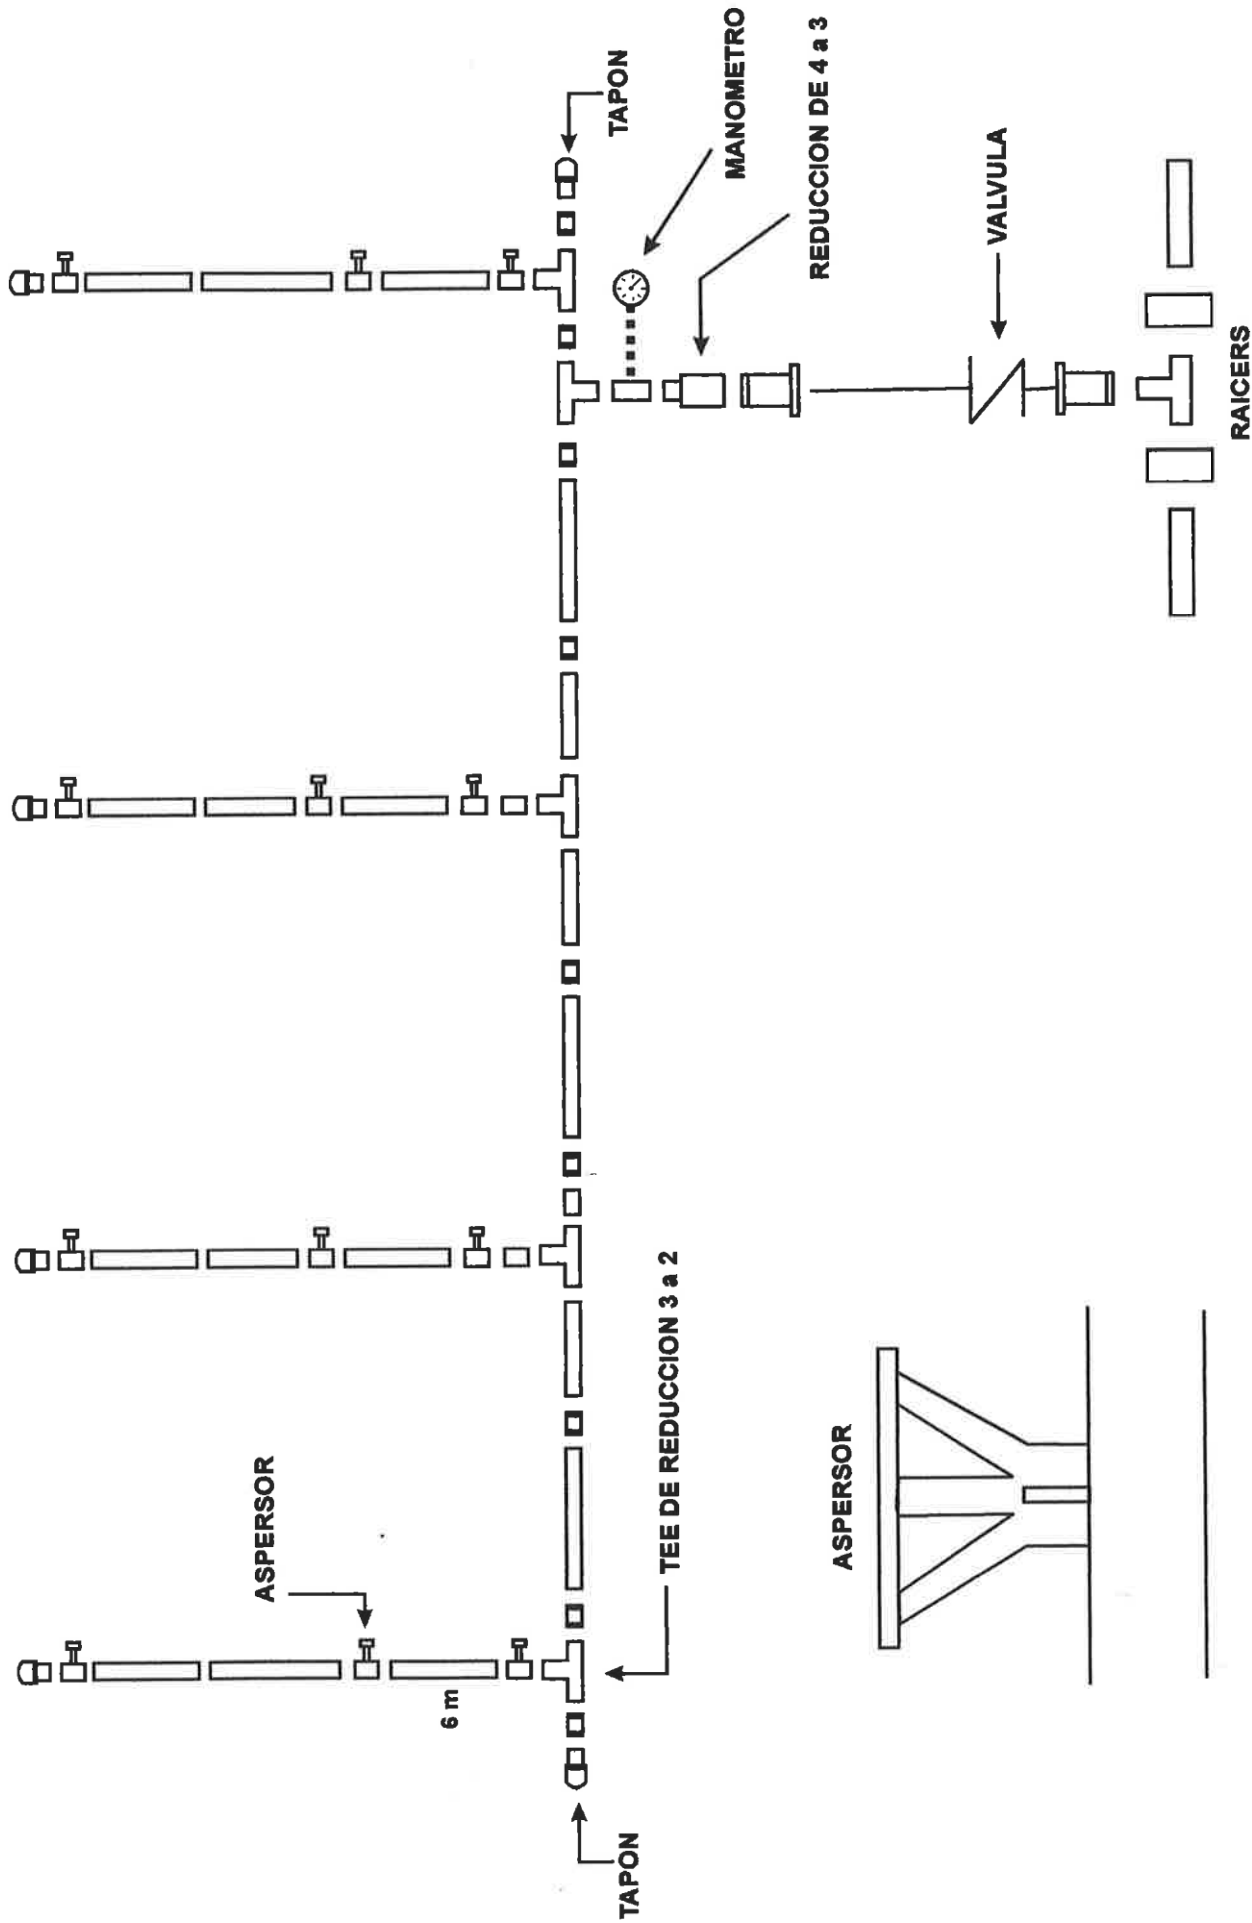 TAPON
MANOMETRO
REDUCCION DE 4 a 3
VALVULA
RAICERS
ASPERSOR
6 m
TEE DE REDUCCION 3 a 2
TAPON
ASPERSOR